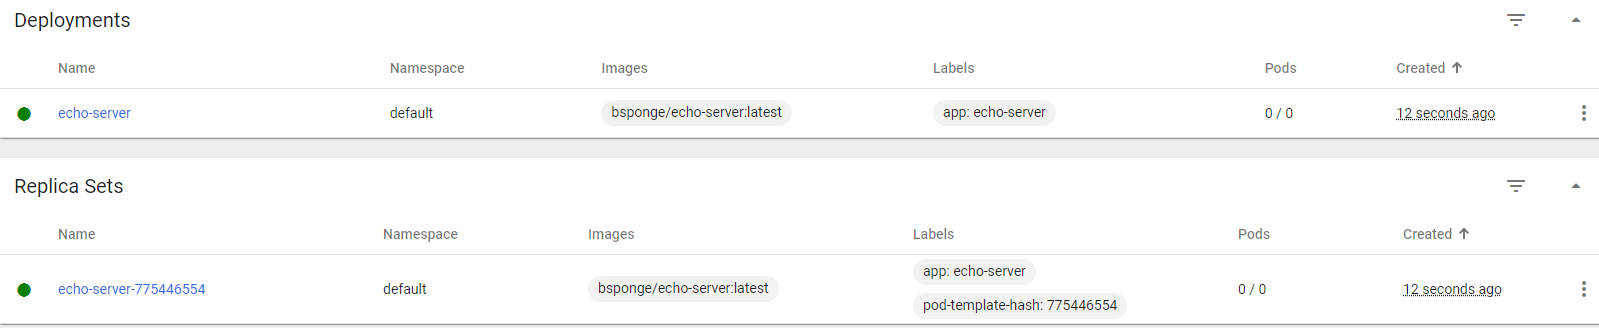 Deployments
Name Namespace Images Labels Pods Created
echo-server default bsponge/echo-server:latest app: echo-server 0 / 0 12 seconds ago
Replica Sets
Name Namespace Images Labels Pods Created
echo-server-775446554 default bsponge/echo-server:latest app: echo-server 0 / 0 12 seconds ago
pod-template-hash: 775446554